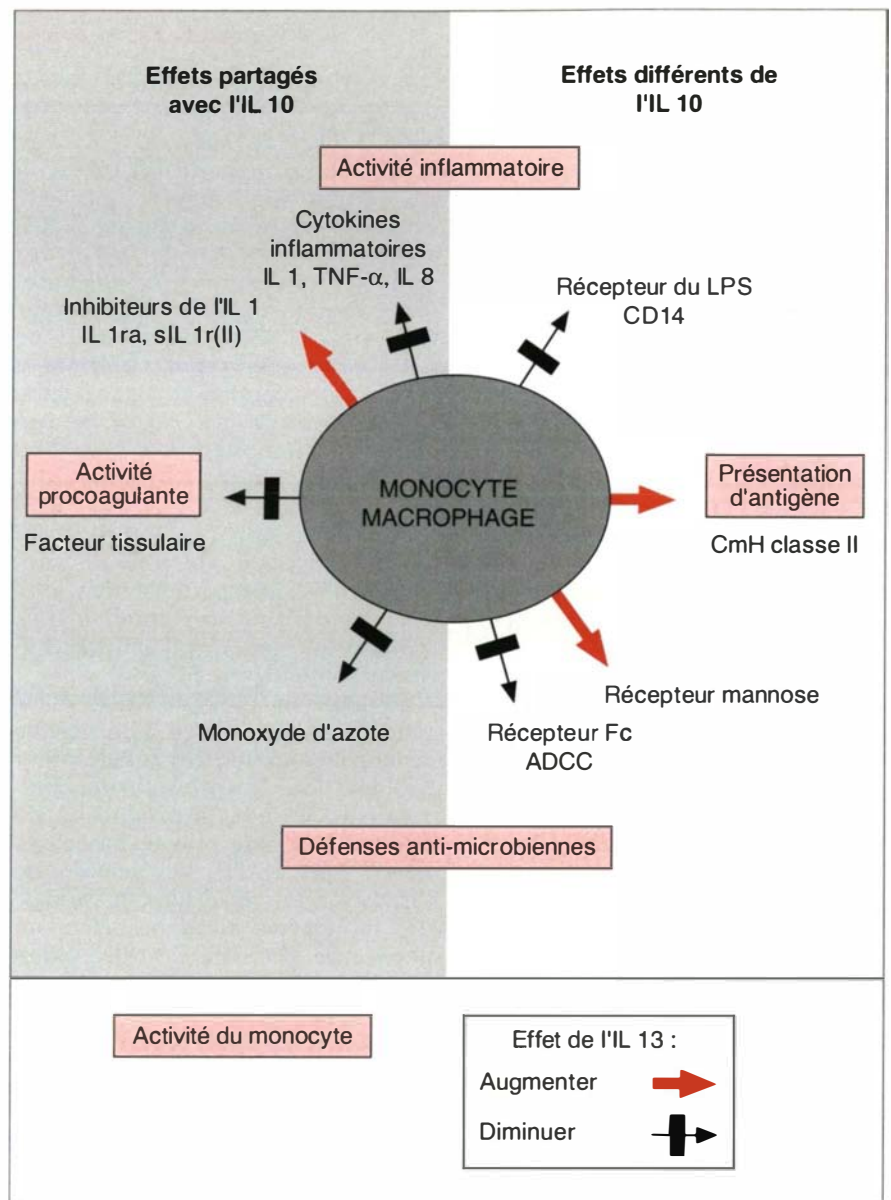 Effets partagés
avec l'IL 10
Effets différents de
l'IL 10
Activité inflammatoire
Cytokines
inflammatoires
IL 1, TNF-α, IL 8
Récepteur du LPS
CD14
Inhibiteurs de l'IL 1
IL 1ra, sIL 1r(II)
Activité
procoagulante
Facteur tissulaire
MONOCYTE
MACROPHAGE
Présentation
d'antigène
CmH classe II
Récepteur mannose
Monoxyde d'azote
Récepteur Fc
ADCC
Défenses anti-microbiennes
Activité du monocyte
Effet de l'IL 13 :
Augmenter
Diminuer